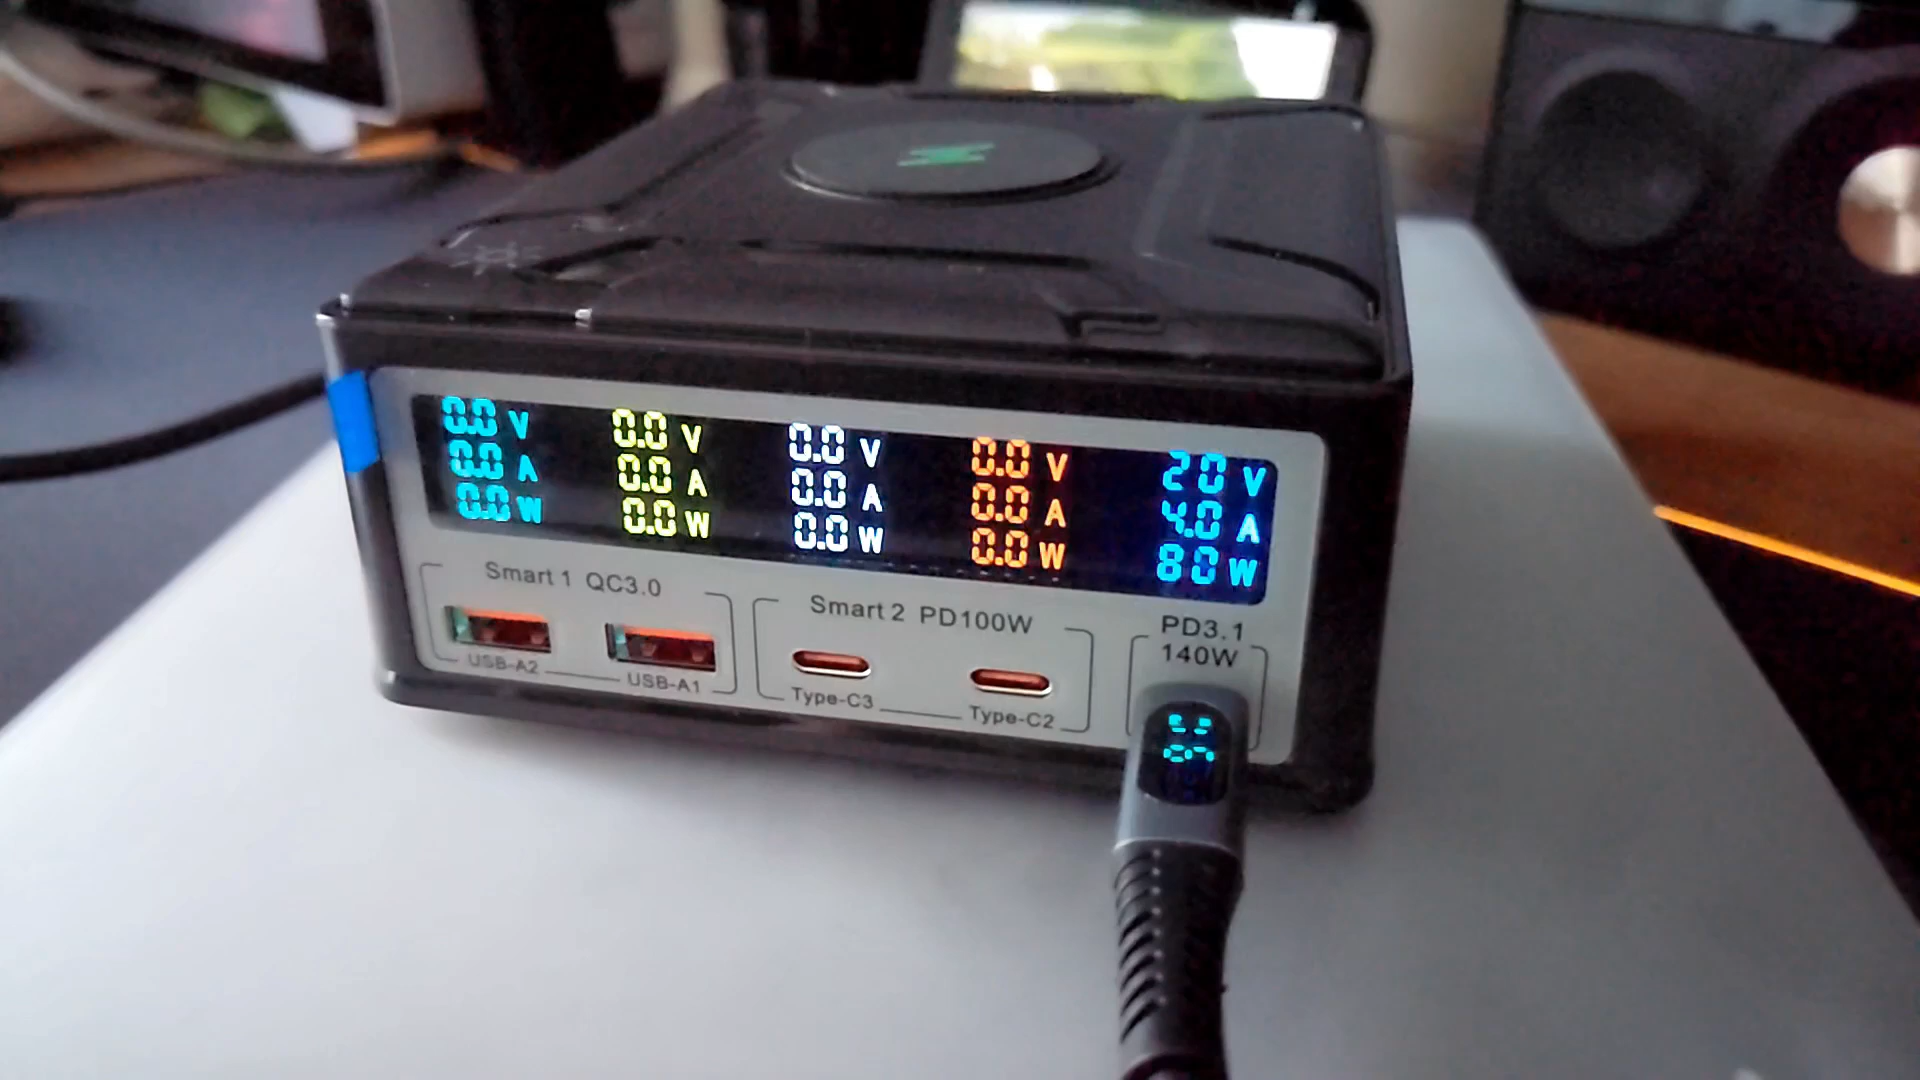 0.0 V 0.0 V 0.0 V 0.0 V 20 V
0.0 A 0.0 A 0.0 A 0.0 A 4.0 A
0.0 W 0.0 W 0.0 W 0.0 W 80 W
Smart 1 QC3.0
Smart 2 PD100W
PD3.1
140W
USB-A2
USB-A1
Type-C3
Type-C2